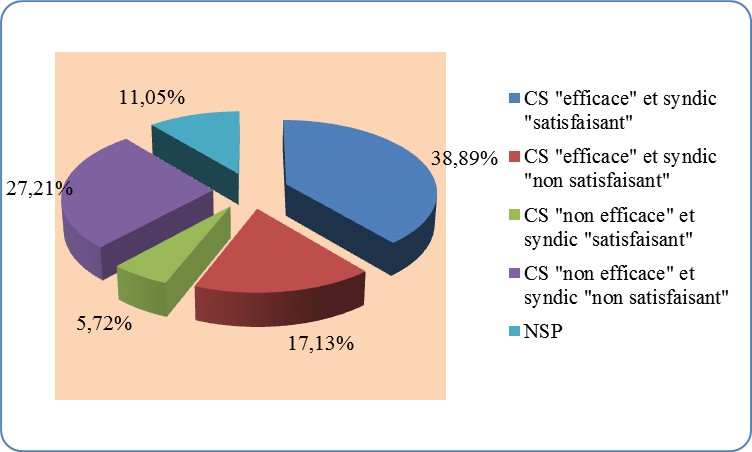 11,05%
38,89%
27,21%
5,72%
17,13%
CS "efficace" et syndic
"satisfaisant"
CS "efficace" et syndic
"non satisfaisant"
CS "non efficace" et
syndic "satisfaisant"
CS "non efficace" et
syndic "non satisfaisant"
NSP